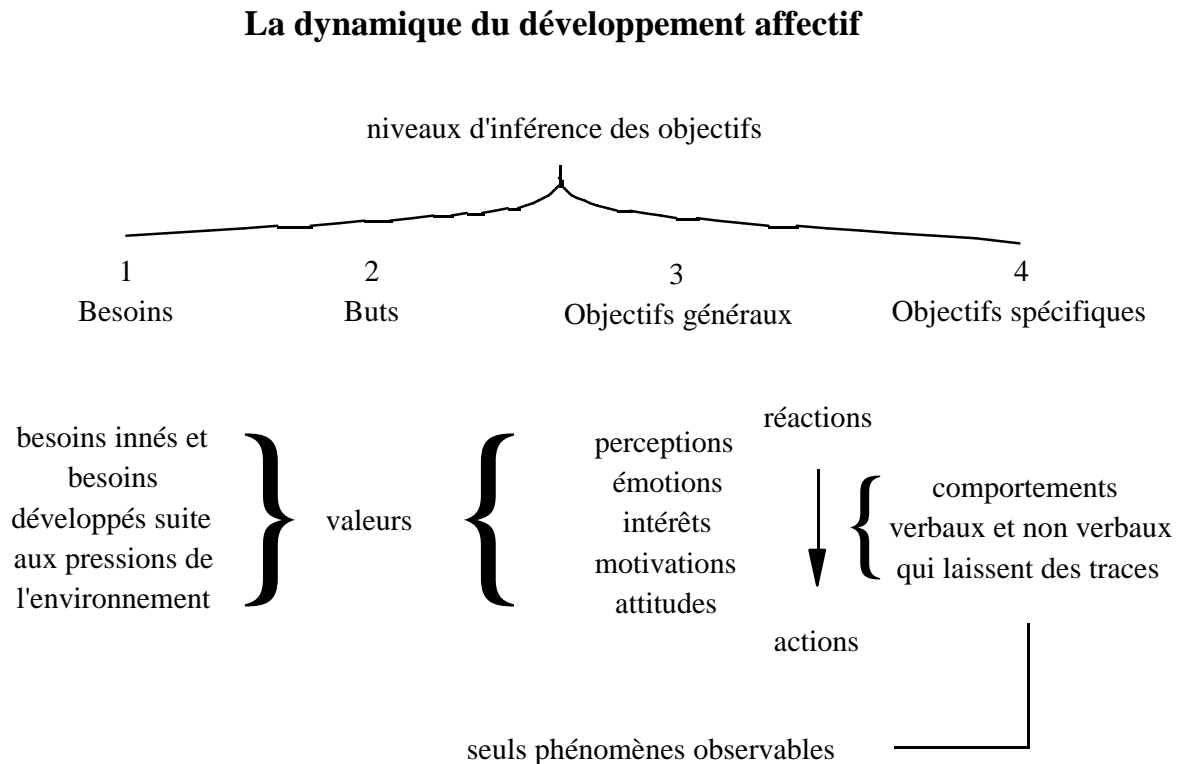 La dynamique du développement affectif
niveaux d'inférence des objectifs
1
Besoins
2
Buts
3
Objectifs généraux
4
Objectifs spécifiques
besoins innés et
besoins
développés suite
aux pressions de
l'environnement
valeurs
perceptions
émotions
intérêts
motivations
attitudes
réactions
actions
comportements
verbaux et non verbaux
qui laissent des traces
seuls phénomènes observables